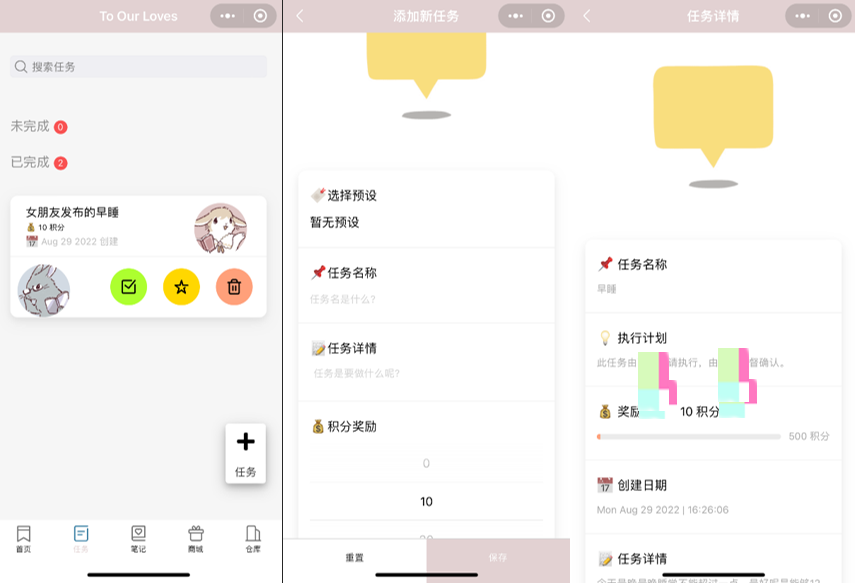 To Our Loves
搜索任务
未完成 0
已完成 2
女朋友发布的早睡
10 积分
Aug 29 2022 创建
任务
首页
任务
笔记
商城
仓库
添加新任务
选择预设
暂无预设
任务名称
任务名是什么?
任务详情
任务是要做什么呢?
积分奖励
0
10
20
重置
保存
任务详情
任务名称
早睡
执行计划
此任务由 请执行，由 督确认。
奖励 10 积分
500 积分
创建日期
Mon Aug 29 2022 | 16:26:06
任务详情